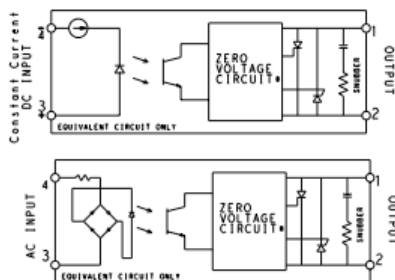 Constant Current
DC INPUT
3
ZERO
VOLTAGE
CIRCUIT*
SNUBBER
1
2
OUTPUT
EQUIVALENT CIRCUIT ONLY
AC INPUT
4
3
ZERO
VOLTAGE
CIRCUIT*
SNUBBER
1
2
OUTPUT
EQUIVALENT CIRCUIT ONLY